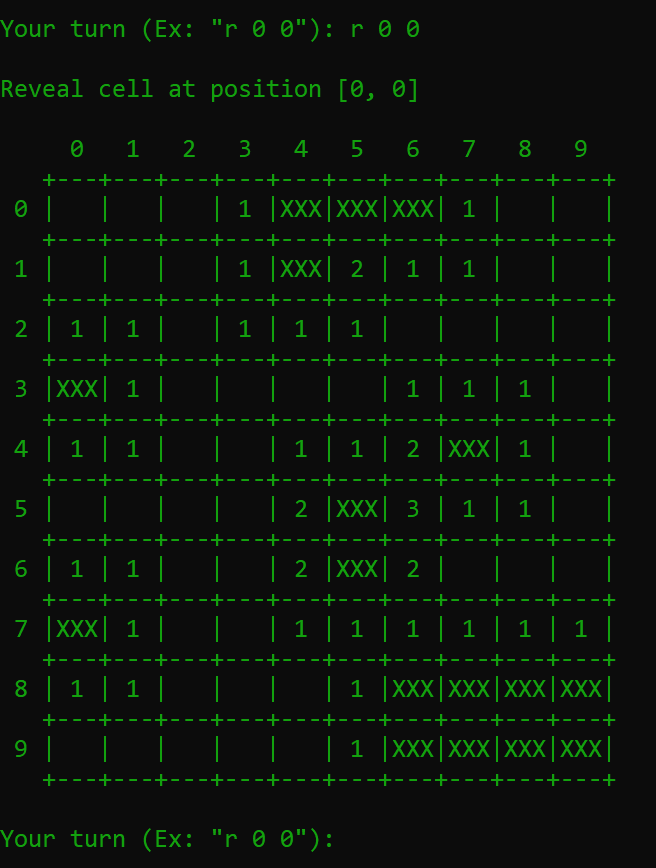 Your turn (Ex: "r 0 0"): r 0 0
Reveal cell at position [0, 0]
     0   1   2   3   4   5   6   7   8   9
   +---+---+---+---+---+---+---+---+---+---+
0  |   |   |   | 1 |XXX|XXX|XXX| 1 |   |   |
   +---+---+---+---+---+---+---+---+---+---+
1  |   |   |   | 1 |XXX| 2 | 1 | 1 |   |   |
   +---+---+---+---+---+---+---+---+---+---+
2  | 1 | 1 |   | 1 | 1 | 1 |   |   |   |   |
   +---+---+---+---+---+---+---+---+---+---+
3  |XXX| 1 |   |   |   |   | 1 | 1 | 1 |   |
   +---+---+---+---+---+---+---+---+---+---+
4  | 1 | 1 |   |   | 1 | 1 | 2 |XXX| 1 |   |
   +---+---+---+---+---+---+---+---+---+---+
5  |   |   |   |   | 2 |XXX| 3 | 1 | 1 |   |
   +---+---+---+---+---+---+---+---+---+---+
6  | 1 | 1 |   |   | 2 |XXX| 2 |   |   |   |
   +---+---+---+---+---+---+---+---+---+---+
7  |XXX| 1 |   |   | 1 | 1 | 1 | 1 | 1 | 1 |
   +---+---+---+---+---+---+---+---+---+---+
8  | 1 | 1 |   |   |   | 1 |XXX|XXX|XXX|XXX|
   +---+---+---+---+---+---+---+---+---+---+
9  |   |   |   |   |   | 1 |XXX|XXX|XXX|XXX|
   +---+---+---+---+---+---+---+---+---+---+
Your turn (Ex: "r 0 0"):